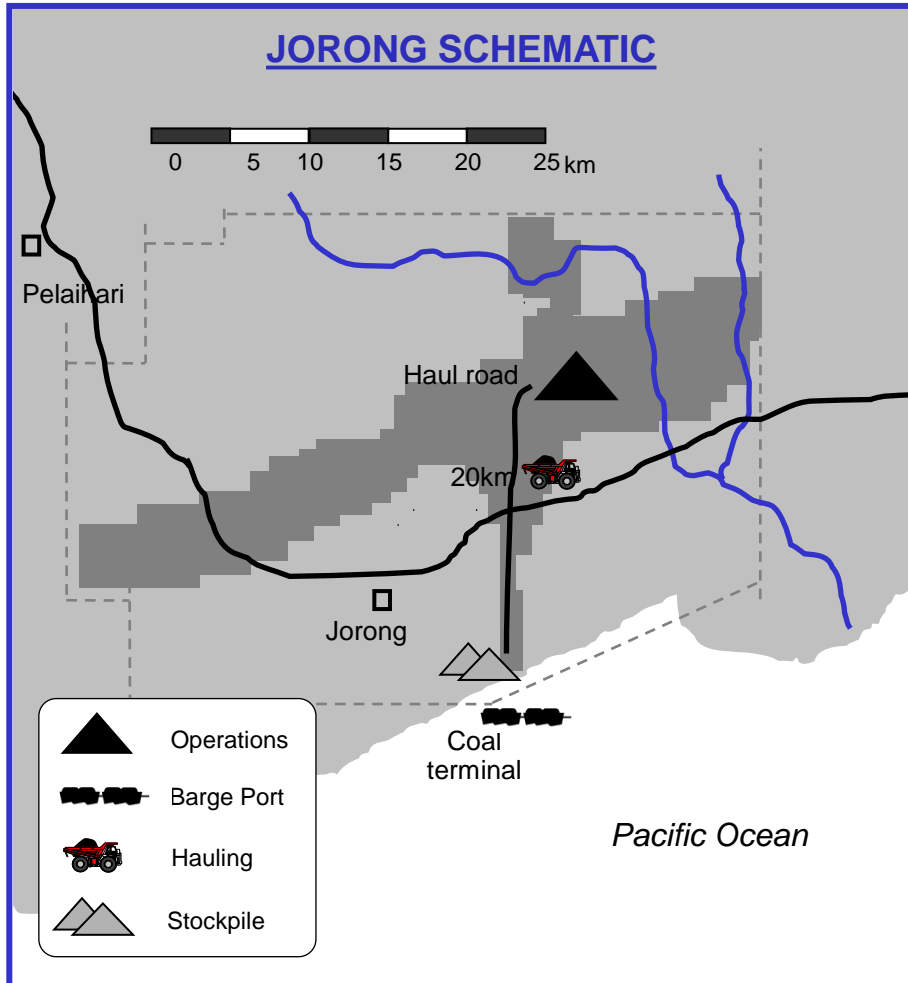 JORONG SCHEMATIC
0 5 10 15 20 25 km
Pelaihari
Haul road
20km
Jorong
Coal
terminal
Pacific Ocean
Operations
Barge Port
Hauling
Stockpile